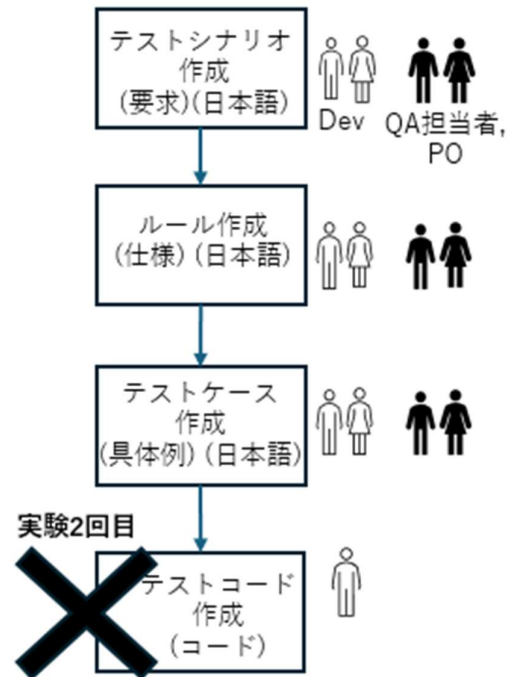 テストシナリオ
作成
(要求)(日本語)
Dev
QA担当者,
PO
ルール作成
(仕様) (日本語)
テストケース
作成
(具体例) (日本語)
実験2回目
テストコード
作成
(コード)